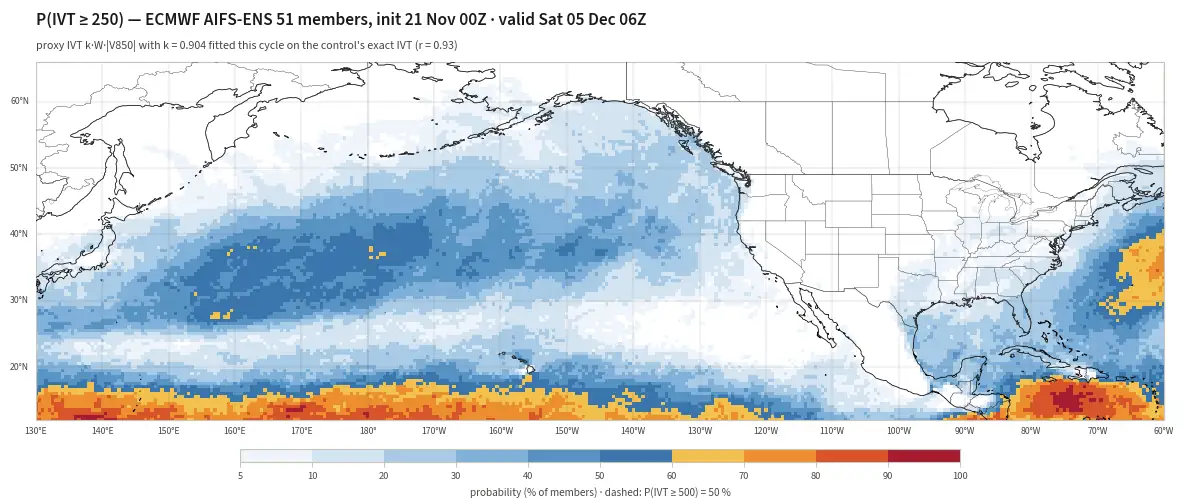 P(IVT ≥ 250) — ECMWF AIFS-ENS 51 members, init 21 Nov 00Z · valid Sat 05 Dec 06Z
proxy IVT k·W·|V850| with k = 0.904 fitted this cycle on the control's exact IVT (r = 0.93)
60°N
50°N
40°N
30°N
20°N
130°E 140°E 150°E 160°E 170°E 180° 170°W 160°W 150°W 140°W 130°W 120°W 110°W 100°W 90°W 80°W 70°W 60°W
5 10 20 30 40 50 60 70 80 90 100
probability (% of members) · dashed: P(IVT ≥ 500) = 50 %